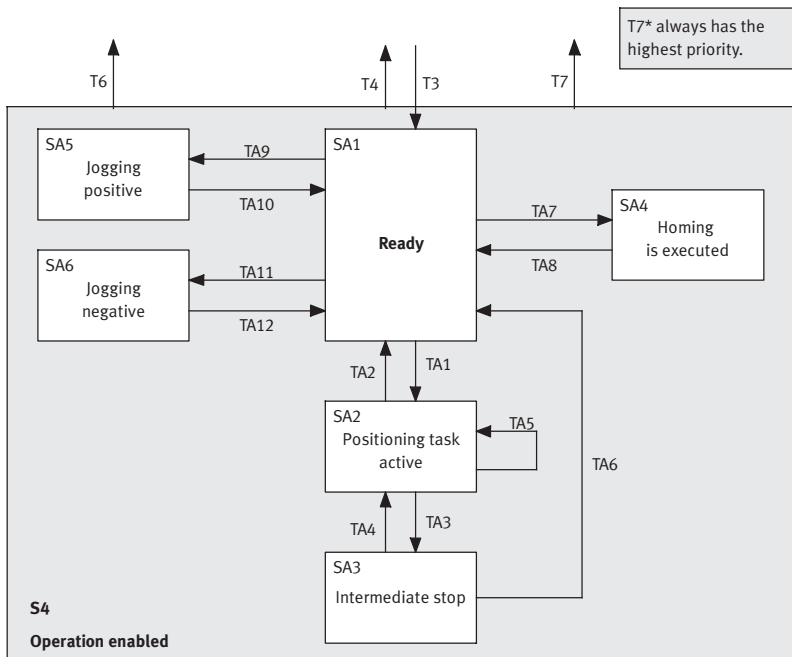 T7* always has the
highest priority.
T6
T4
T3
T7
SA5
Jogging
positive
TA9
TA10
SA1
Ready
TA7
TA8
SA4
Homing
is executed
SA6
Jogging
negative
TA11
TA12
TA2
TA1
SA2
Positioning task
active
TA5
TA6
TA4
TA3
SA3
Intermediate stop
S4
Operation enabled